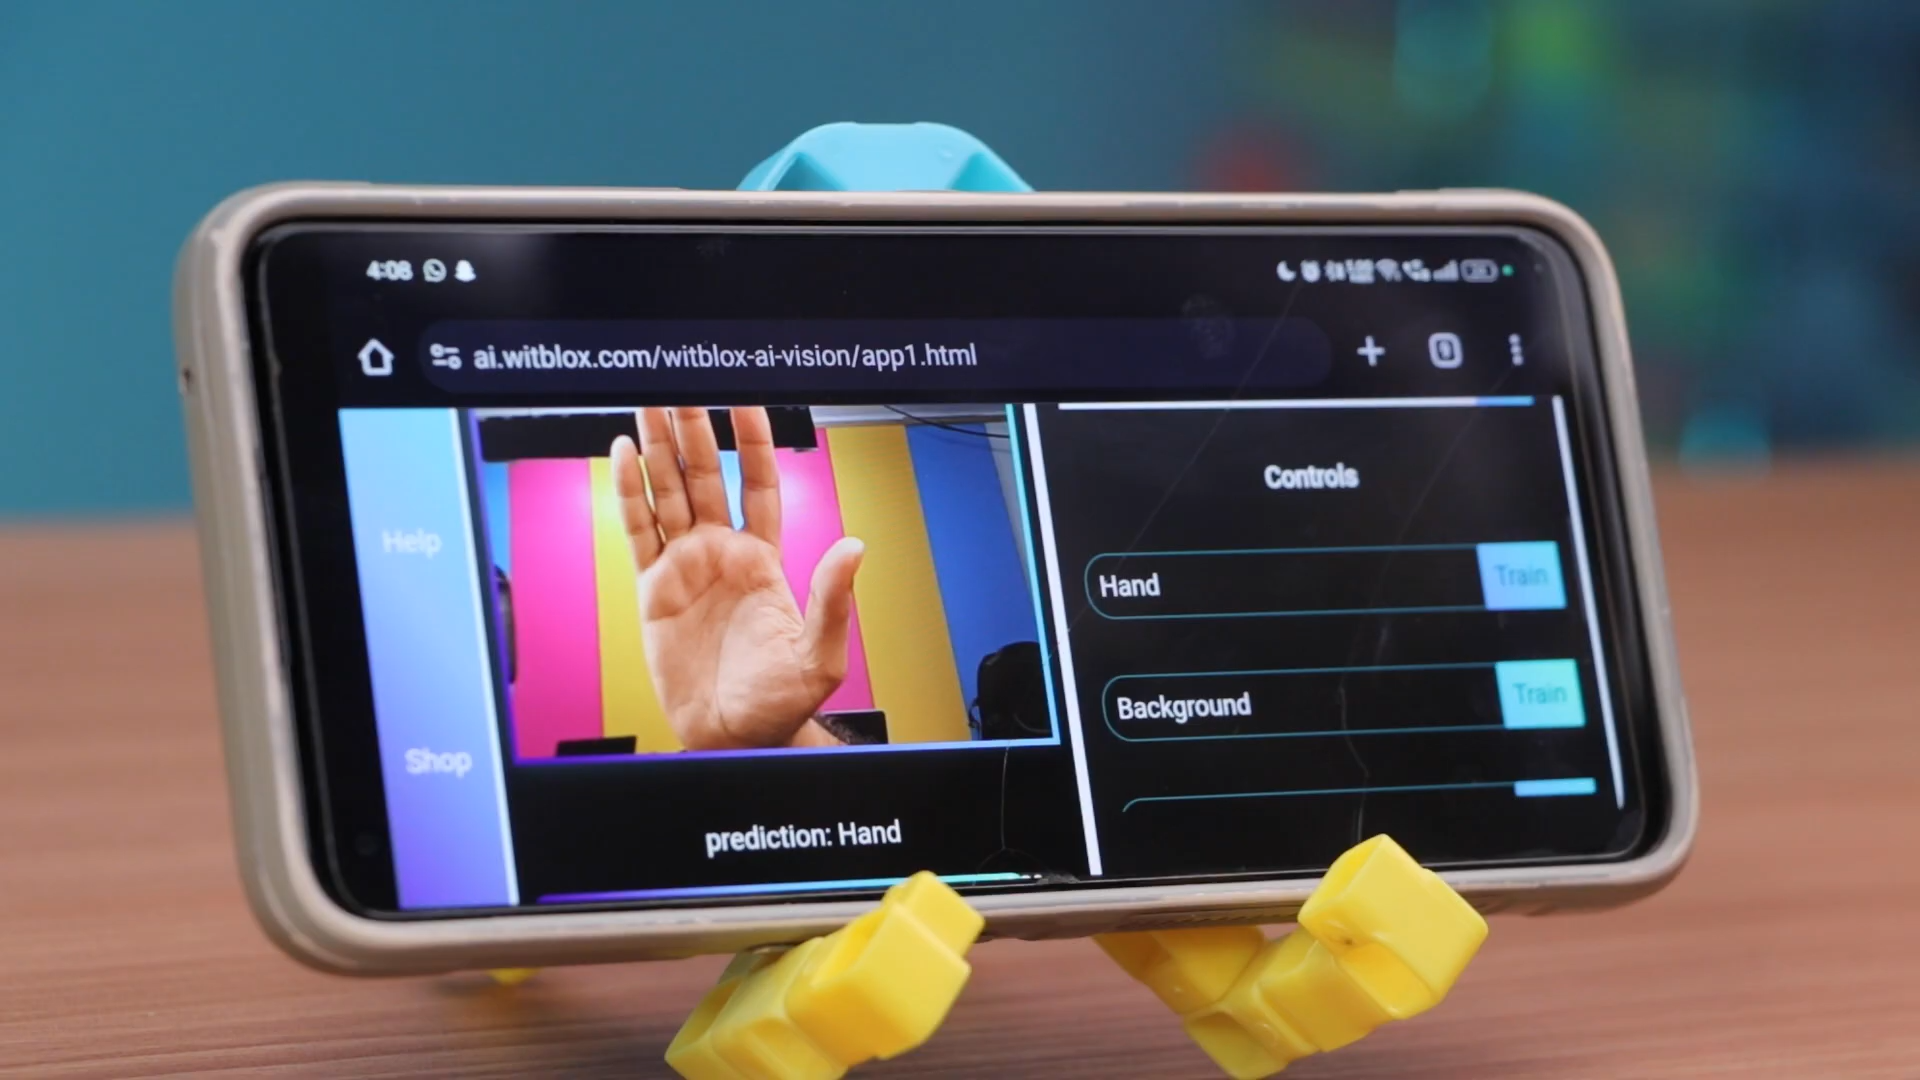 4:08
ai.witblox.com/witblox-ai-vision/app1.html
9
Help
Shop
prediction: Hand
Controls
Hand
Train
Background
Train